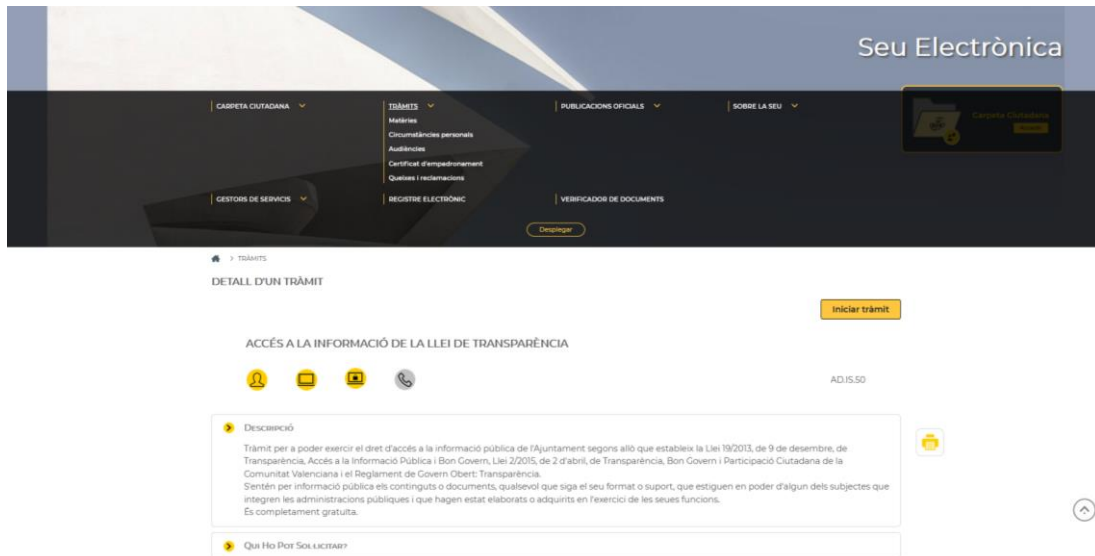 Seu Electrònica
CARPETA CIUTADANA
TRÀMITS
PUBLICACIONS OFICIALS
SOBRE LA SEU
Matèries
Circumstàncies personals
Audiències
Certificat d'empadronament
Queixes i reclamacions
Carpeta Ciutadana
GESTORS DE SERVICIS
REGISTRE ELECTRÒNIC
VERIFICADOR DE DOCUMENTS
Desplegar
> TRÀMITS
DETALL D'UN TRÀMIT
Iniciar tràmit
ACCÉS A LA INFORMACIÓ DE LA LLEI DE TRANSPARÈNCIA
AD.IS.50
DESCRIPCIÓ
Tràmit per a poder exercir el dret d'accés a la informació pública de l'Ajuntament segons allò que estableix la Llei 19/2013, de 9 de desembre, de
Transparència, Accés a la Informació Pública i Bon Govern, Llei 2/2015, de 2 d'abril, de Transparència, Bon Govern i Participació Ciutadana de la
Comunitat Valenciana i el Reglament de Govern Obert: Transparència.
S'entén per informació pública els continguts o documents, qualsevol que siga el seu format o suport, que estiguen en poder d'algun dels subjectes que
integren les administracions públiques i que hagen estat elaborats o adquirits en l'exercici de les seues funcions.
És completament gratuïta.
QUI HO POT SOL·LICITAR?